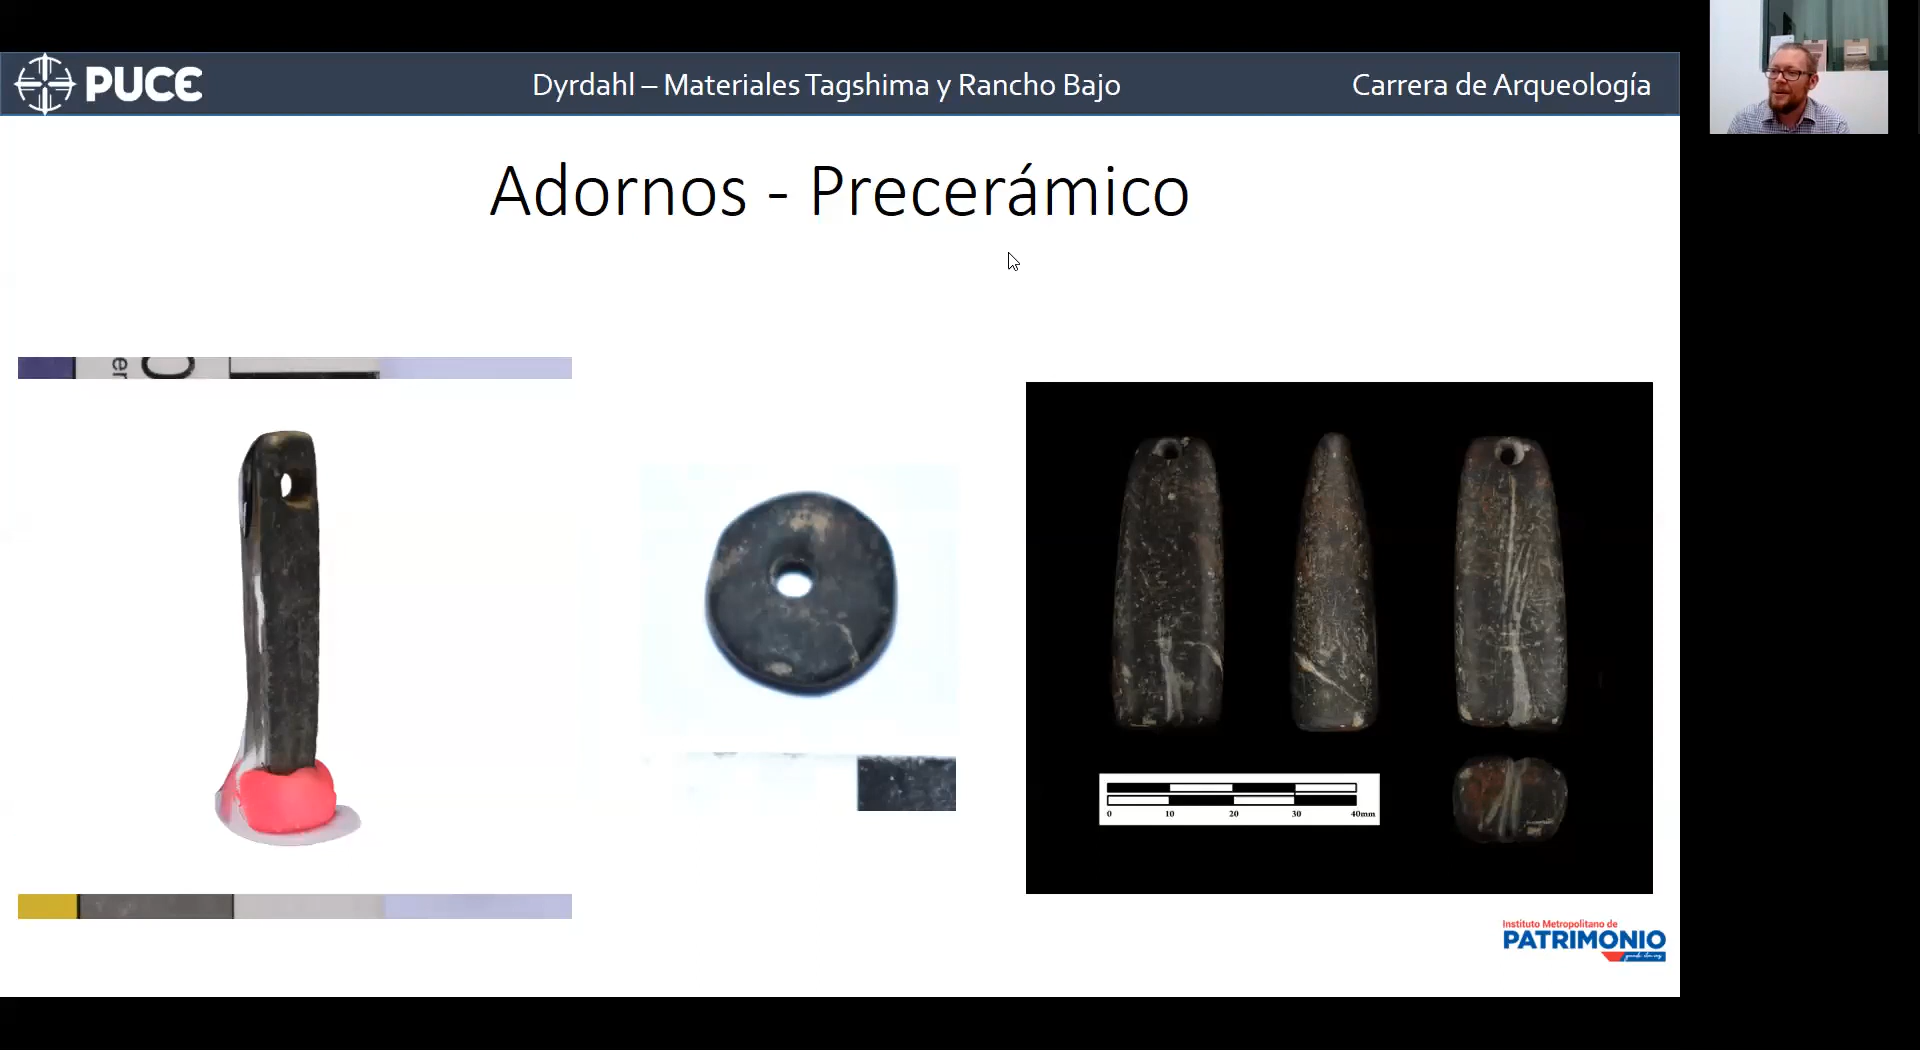 PUCE
Dyrdahl – Materiales Tagshima y Rancho Bajo
Carrera de Arqueología
Adornos - Precerámico
er
0 10 20 30 40mm
Instituto Metropolitano de
PATRIMONIO